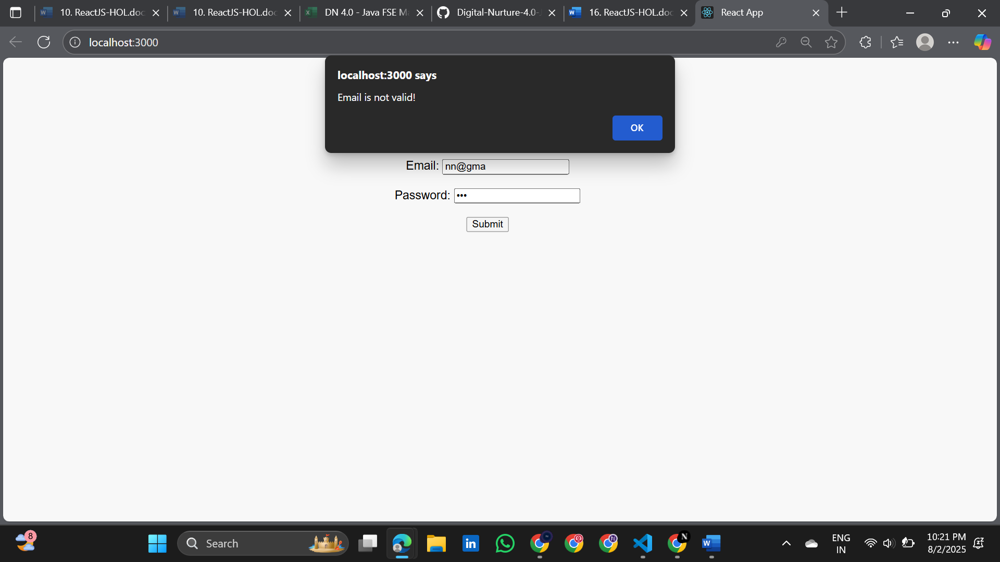 10. ReactJS-HOL.doc
10. ReactJS-HOL.doc
DN 4.0 - Java FSE Ma
Digital-Nurture-4.0-J
16. ReactJS-HOL.doc
React App
localhost:3000
localhost:3000 says
Email is not valid!
OK
Email: nn@gma
Password: •••
Submit
8
Search
ENG
IN
10:21 PM
8/2/2025